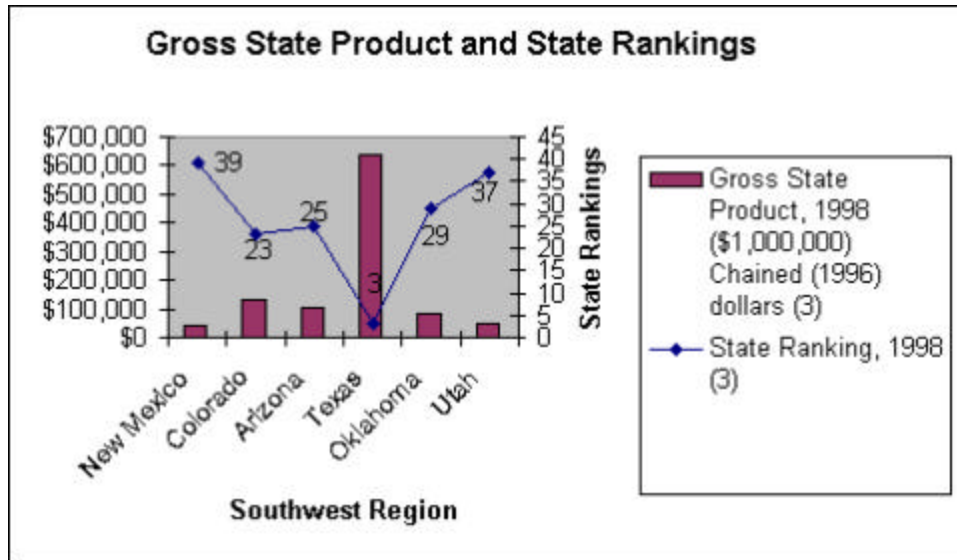 Gross State Product and State Rankings
$700,000
$600,000
$500,000
$400,000
$300,000
$200,000
$100,000
$0
39
23
25
3
29
37
45
40
35
30
25
20
15
10
5
0
State Rankings
New Mexico
Colorado
Arizona
Texas
Oklahoma
Utah
Southwest Region
Gross State
Product, 1998
($1,000,000)
Chained (1996)
dollars (3)
State Ranking, 1998
(3)